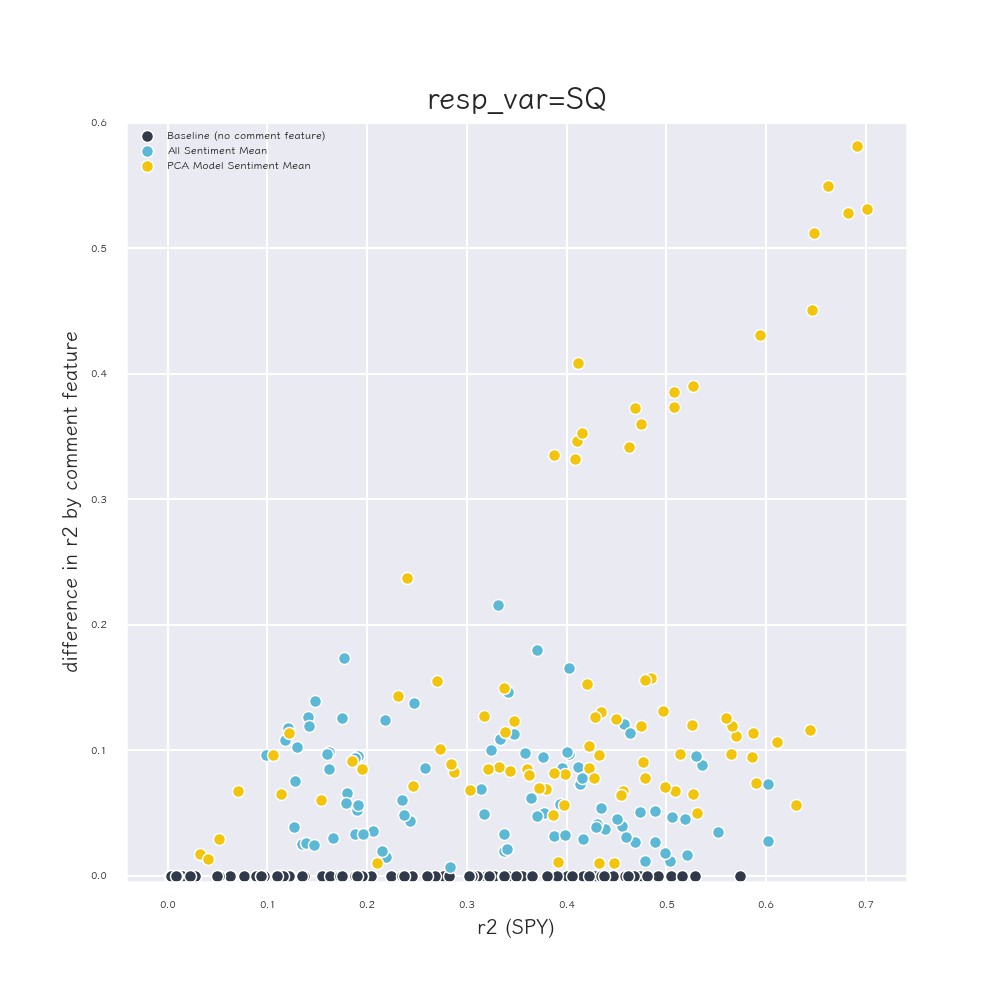 resp_var=SQ
Baseline (no comment feature)
All Sentiment Mean
PCA Model Sentiment Mean
difference in r2 by comment feature
0.6
0.5
0.4
0.3
0.2
0.1
0.0
0.0 0.1 0.2 0.3 0.4 0.5 0.6 0.7
r2 (SPY)